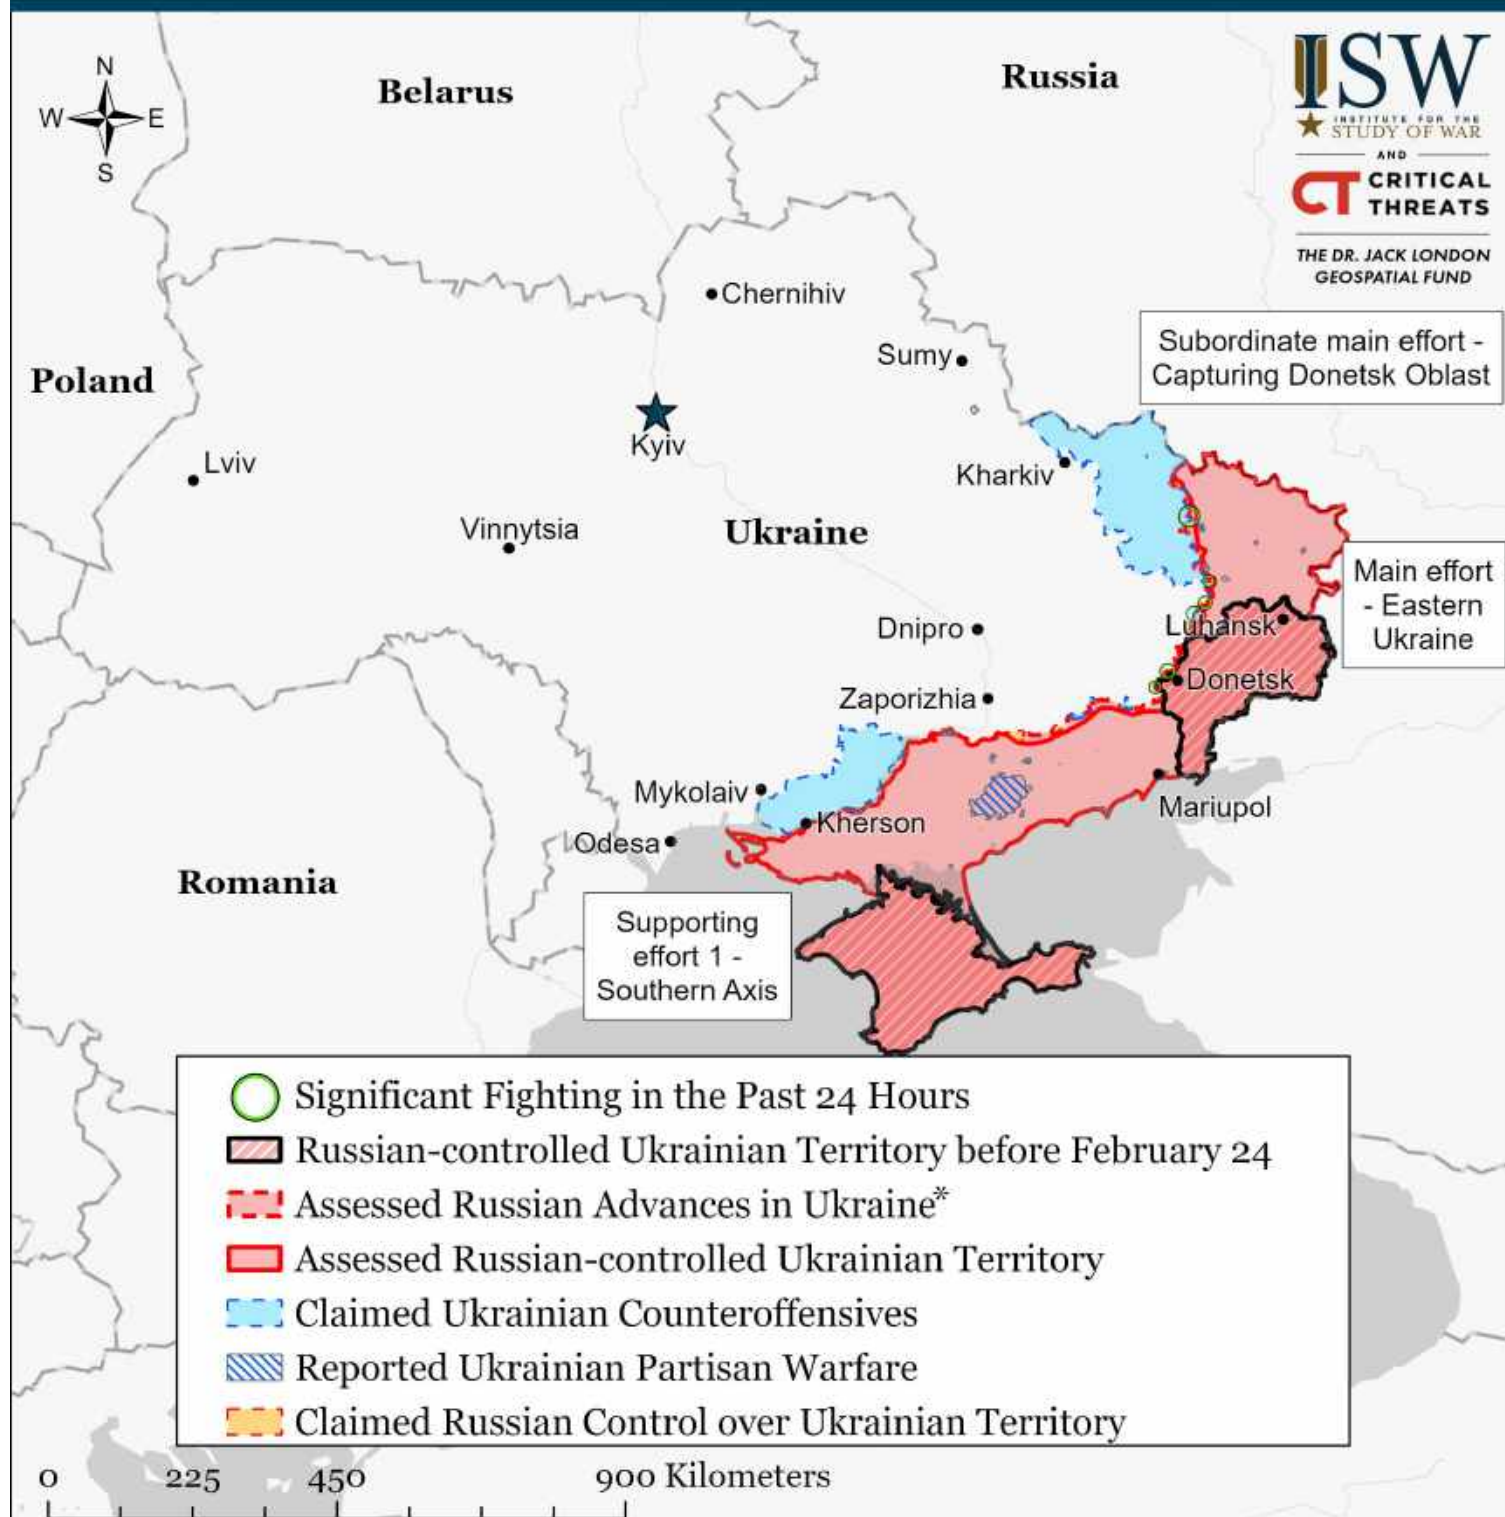 N
W E
S
Belarus
Russia
ISW
INSTITUTE FOR THE
STUDY OF WAR
AND
CT CRITICAL
THREATS
THE DR. JACK LONDON
GEOSPATIAL FUND
Chernihiv
Subordinate main effort -
Capturing Donetsk Oblast
Sumy
Poland
Kyiv
Lviv
Kharkiv
Vinnytsia
Ukraine
Main effort
- Eastern
Ukraine
Dnipro
Luhansk
Donetsk
Zaporizhia
Mykolaiv
Mariupol
Kherson
Odesa
Romania
Supporting
effort 1 -
Southern Axis
Significant Fighting in the Past 24 Hours
Russian-controlled Ukrainian Territory before February 24
Assessed Russian Advances in Ukraine*
Assessed Russian-controlled Ukrainian Territory
Claimed Ukrainian Counteroffensives
Reported Ukrainian Partisan Warfare
Claimed Russian Control over Ukrainian Territory
0 225 450 900 Kilometers